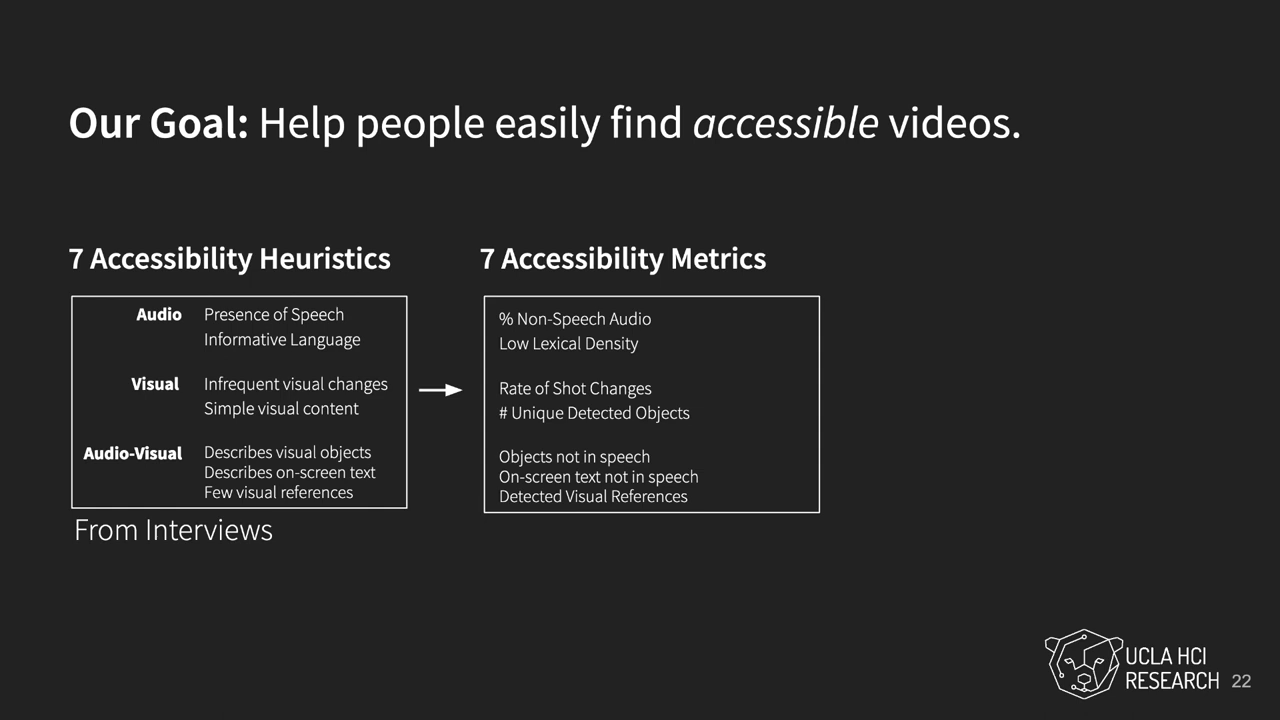 Our Goal: Help people easily find accessible videos.
7 Accessibility Heuristics
Audio Presence of Speech
Informative Language
Visual Infrequent visual changes
Simple visual content
Audio-Visual Describes visual objects
Describes on-screen text
Few visual references
From Interviews
7 Accessibility Metrics
% Non-Speech Audio
Low Lexical Density
Rate of Shot Changes
# Unique Detected Objects
Objects not in speech
On-screen text not in speech
Detected Visual References
UCLA HCI
RESEARCH
22